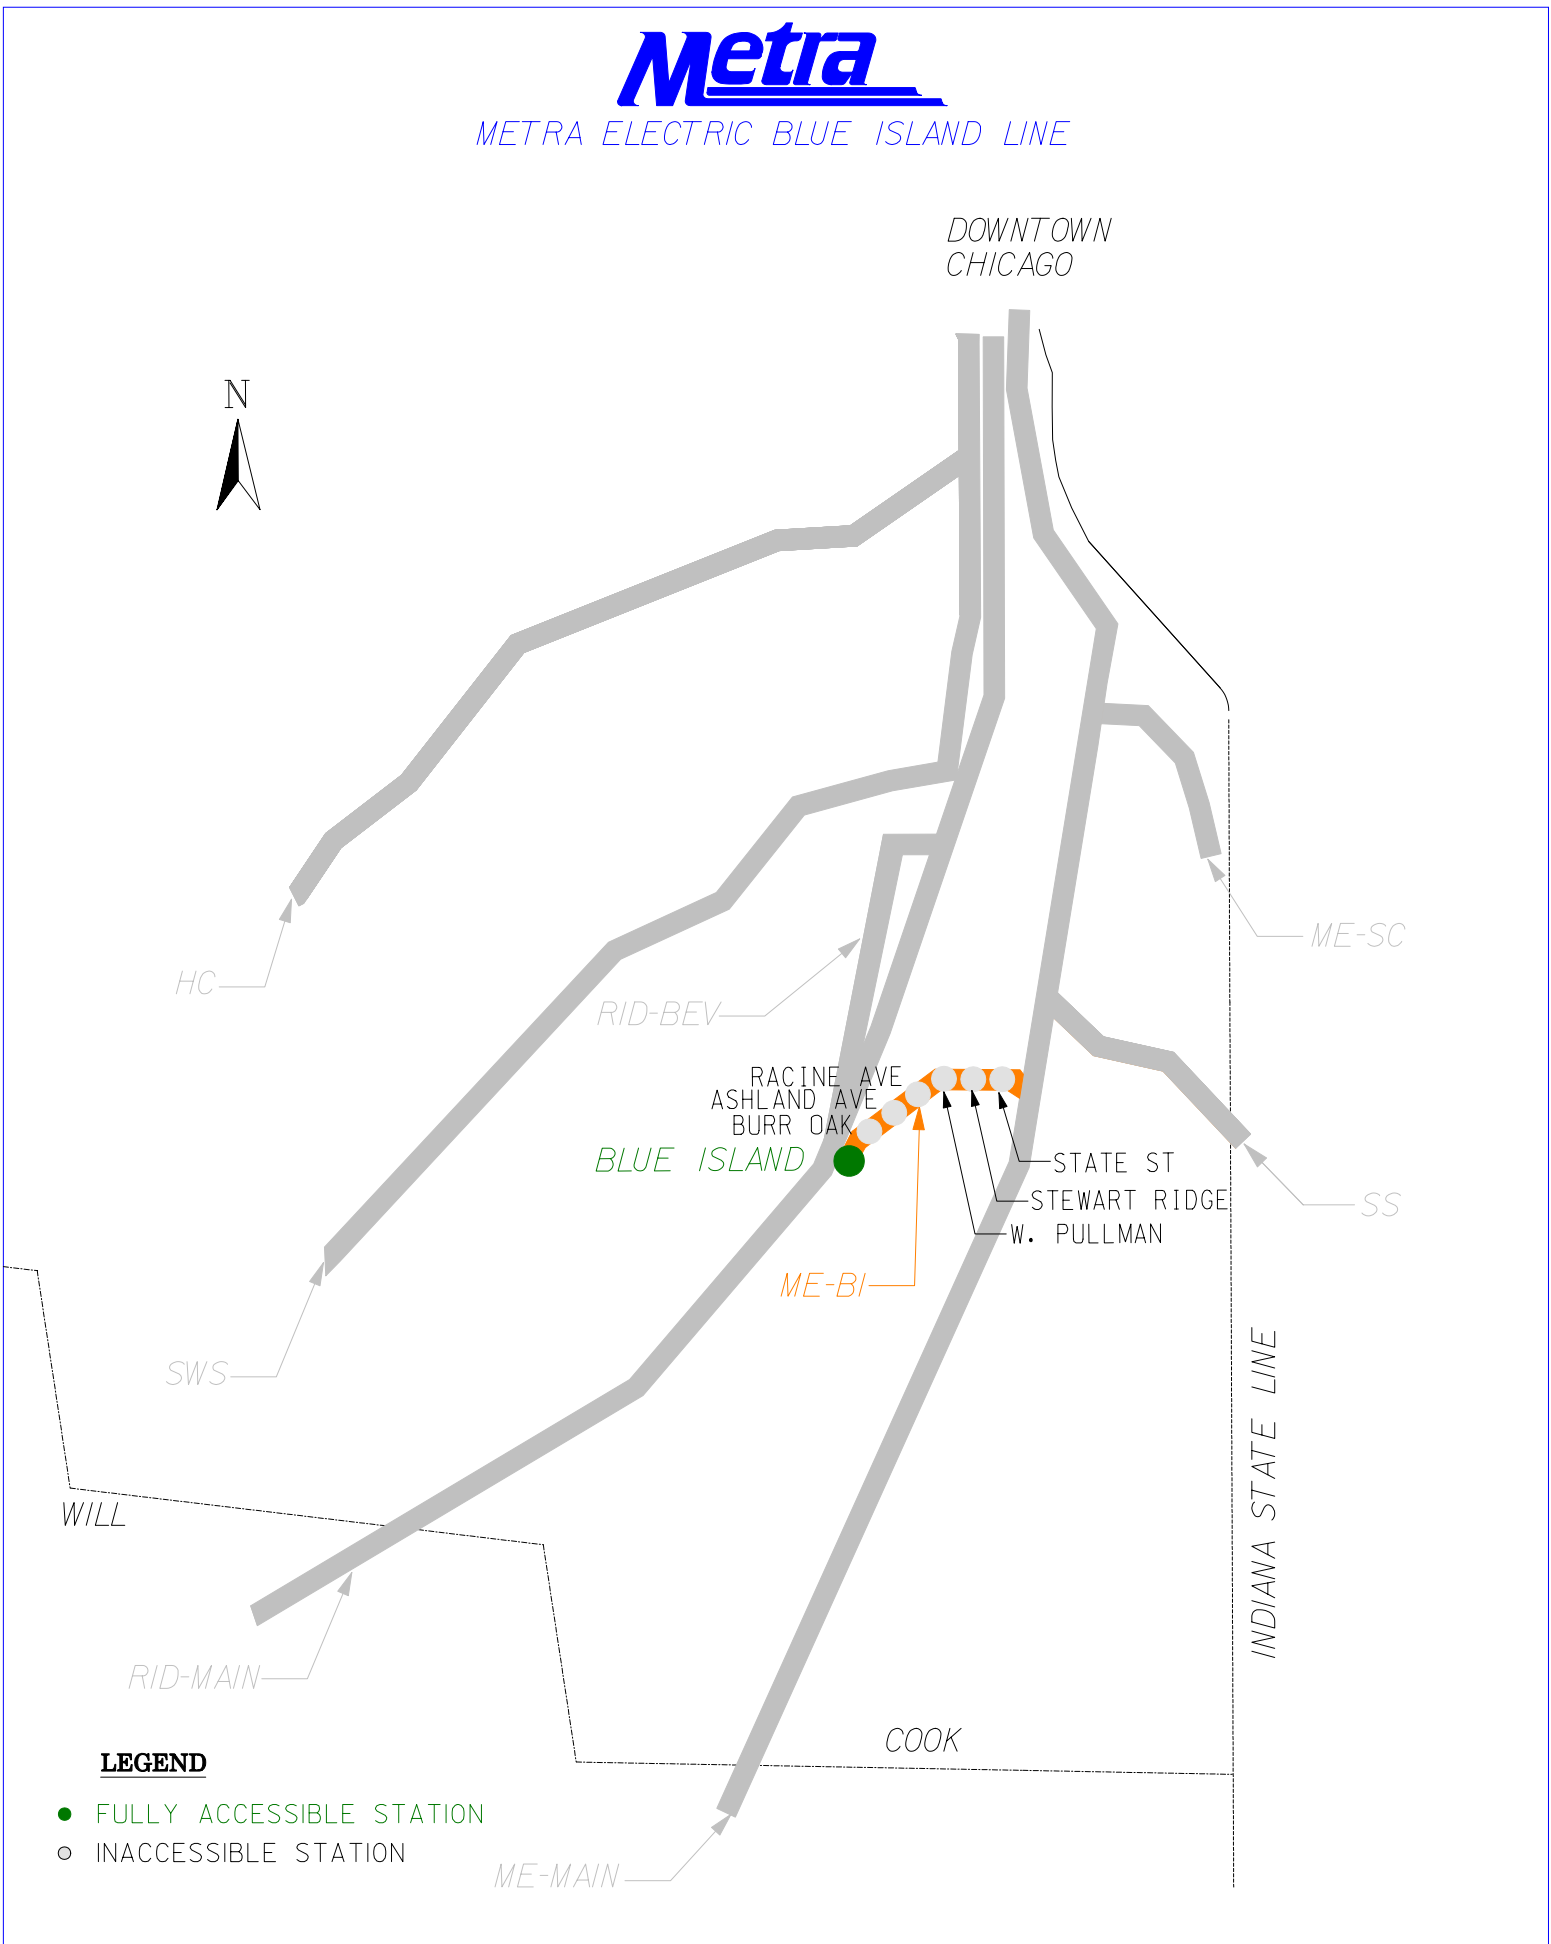 Metra
METRA ELECTRIC BLUE ISLAND LINE
DOWNTOWN
CHICAGO
N
ME-SC
HC
RID-BEV
RACINE AVE
ASHLAND AVE
BURR OAK
BLUE ISLAND
STATE ST
STEWART RIDGE
W. PULLMAN
SS
ME-BI
SWS
INDIANA STATE LINE
WILL
RID-MAIN
COOK
LEGEND
FULLY ACCESSIBLE STATION
INACCESSIBLE STATION
ME-MAIN